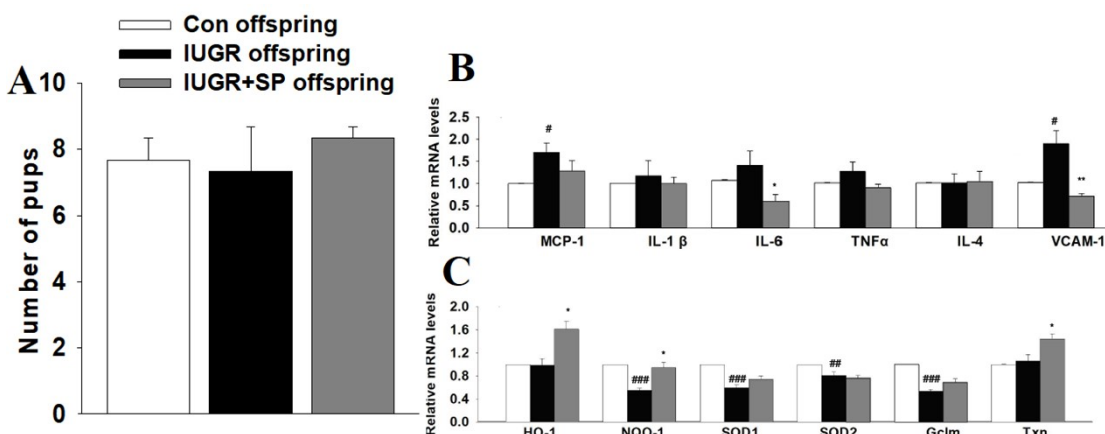 Con offspring
IUGR offspring
IUGR+SP offspring
A
Number of pups
10
8
6
4
2
0
B
Relative mRNA levels
2.5
2.0
1.5
1.0
0.5
0.0
#
*
#
**
MCP-1 IL-1 β IL-6 TNFα IL-4 VCAM-1
C
Relative mRNA levels
2.0
1.6
1.2
0.8
0.4
0.0
*
###
*
###
##
###
*
HO-1 NQO-1 SOD1 SOD2 Gclm Txn